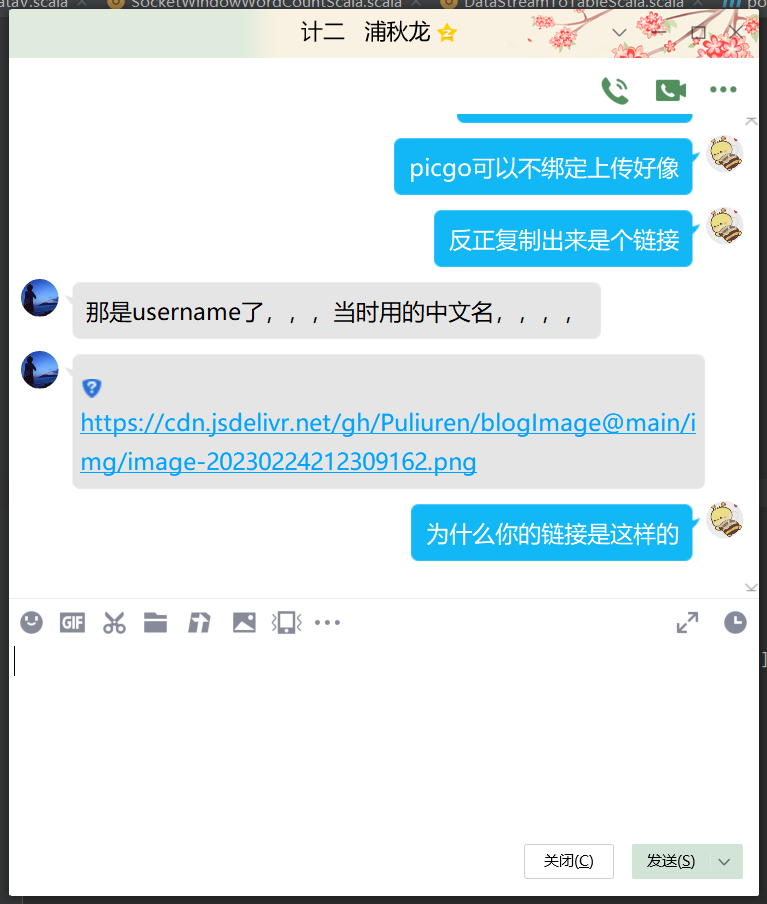 SocketWindowWordCountScala.scala
DataStreamToTableScala.scala
计二 浦秋龙
picgo可以不绑定上传好像
反正复制出来是个链接
那是username了，，，当时用的中文名，，，，
https://cdn.jsdelivr.net/gh/Puliuren/blogImage@main/i
mg/image-20230224212309162.png
为什么你的链接是这样的
GIF
关闭(C)
发送(S)